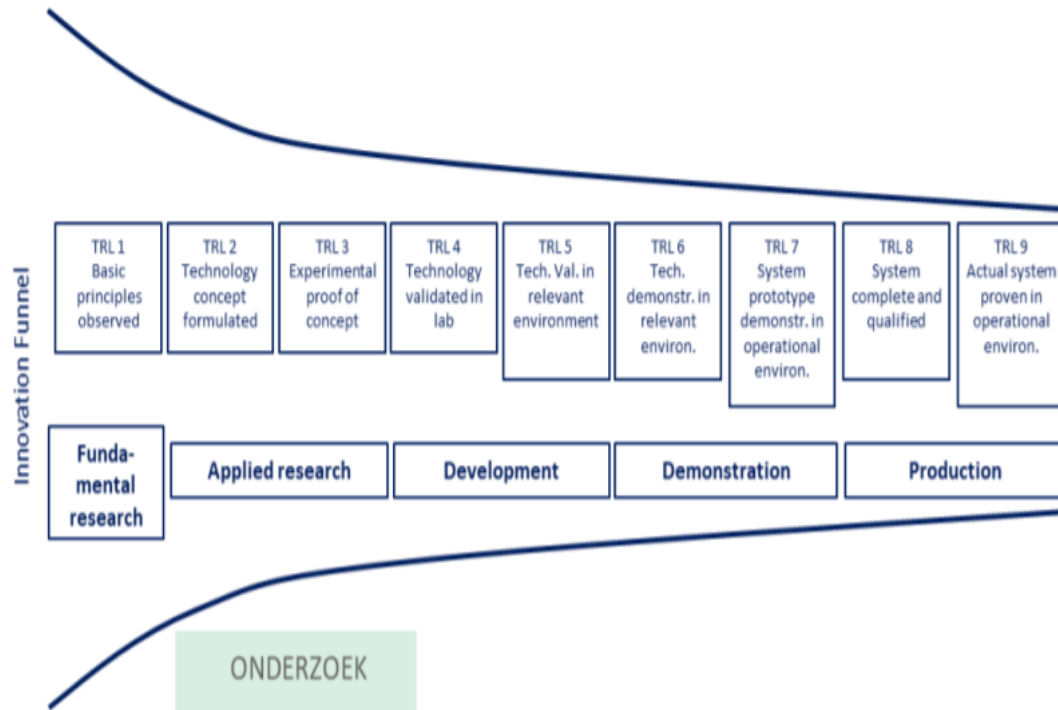 Innovation Funnel
TRL 1
Basic
principles
observed
TRL 2
Technology
concept
formulated
TRL 3
Experimental
proof of
concept
TRL 4
Technology
validated in
lab
TRL 5
Tech. Val. in
relevant
environment
TRL 6
Tech.
demonstr. in
relevant
environ.
TRL 7
System
prototype
demonstr. in
operational
environ.
TRL 8
System
complete and
qualified
TRL 9
Actual system
proven in
operational
environ.
Funda-
mental
research
Applied research
Development
Demonstration
Production
ONDERZOEK